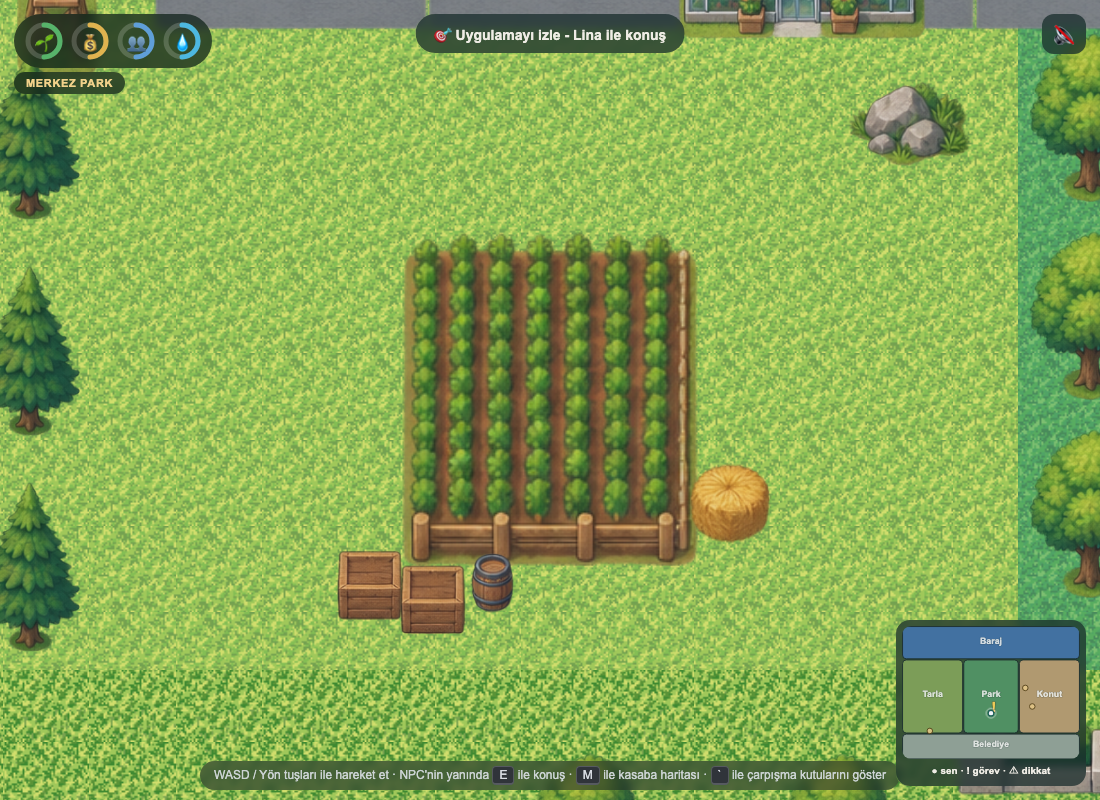 Uygulamayı İzle - Lina ile konuş
MERKEZ PARK
Baraj
Tarla
Park
Konut
Belediye
● sen · ! görev · ⚠ dikkat
WASD / Yön tuşları ile hareket et · NPC'nin yanında E ile konuş · M ile kasaba haritası · ` ile çarpışma kutularını göster